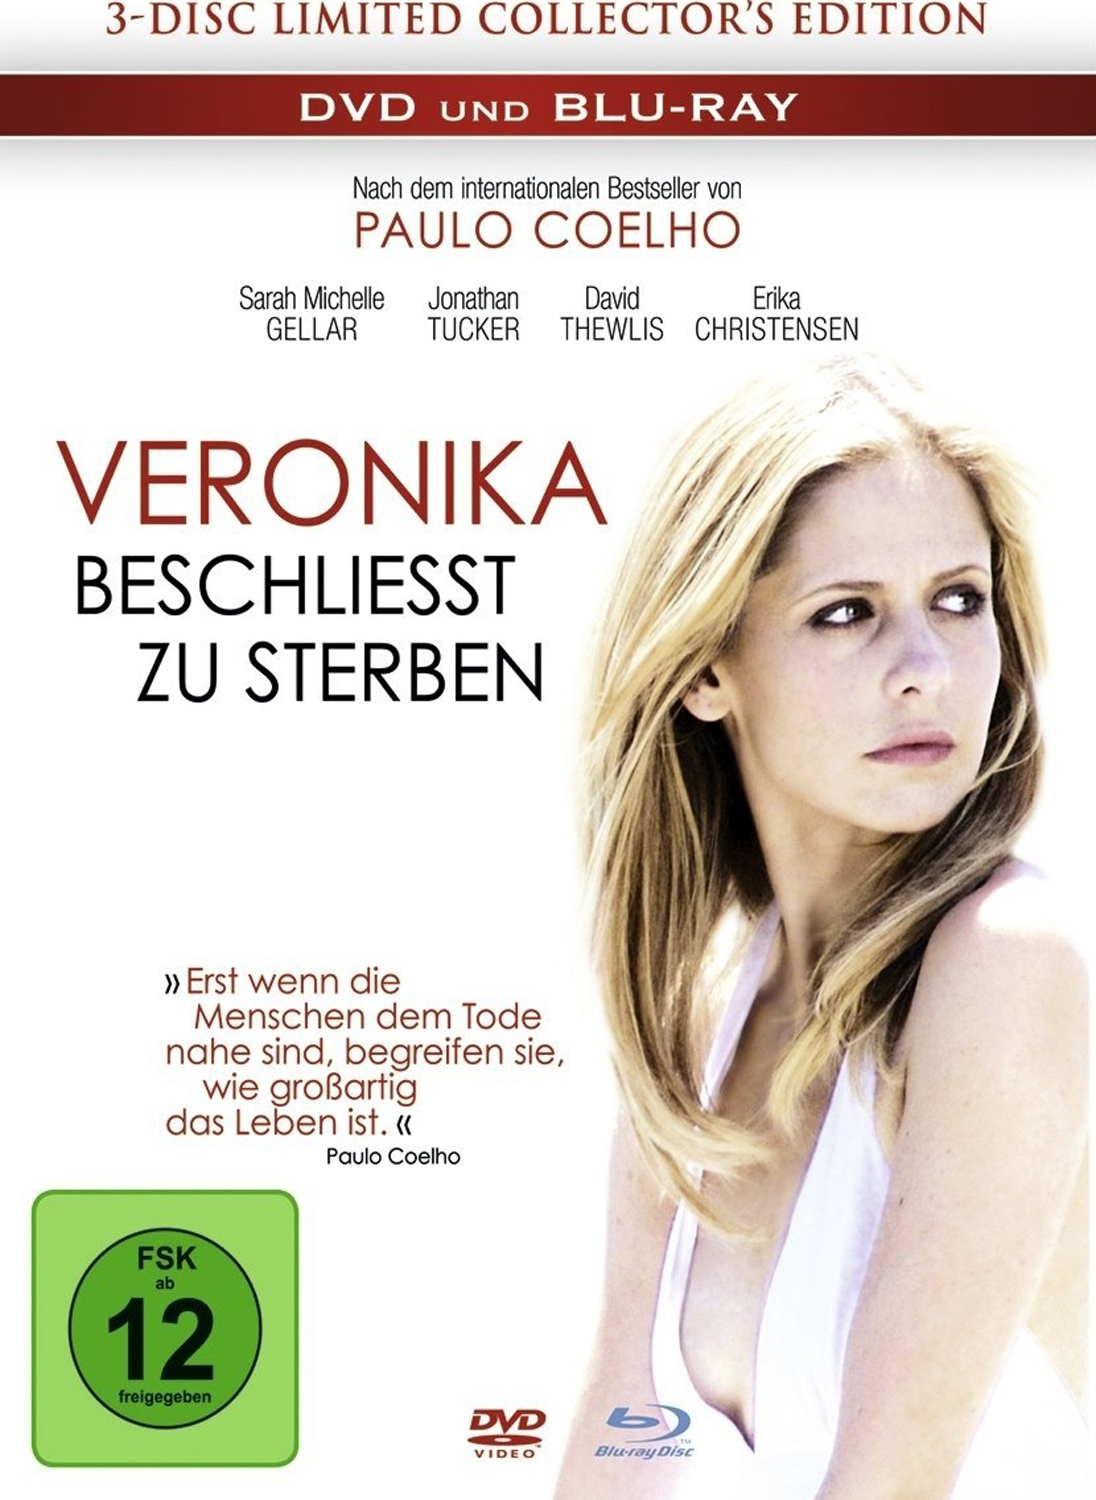 3-DISC LIMITED COLLECTOR'S EDITION
DVD UND BLU-RAY
Nach dem internationalen Bestseller von
PAULO COELHO
Sarah Michelle GELLAR
Jonathan TUCKER
David THEWLIS
Erika CHRISTENSEN
VERONIKA
BESCHLIESST
ZU STERBEN
»Erst wenn die
Menschen dem Tode
nahe sind, begreifen sie,
wie großartig
das Leben ist.«
Paulo Coelho
FSK
ab
12
freigegeben
DVD
VIDEO™
Blu-ray Disc™